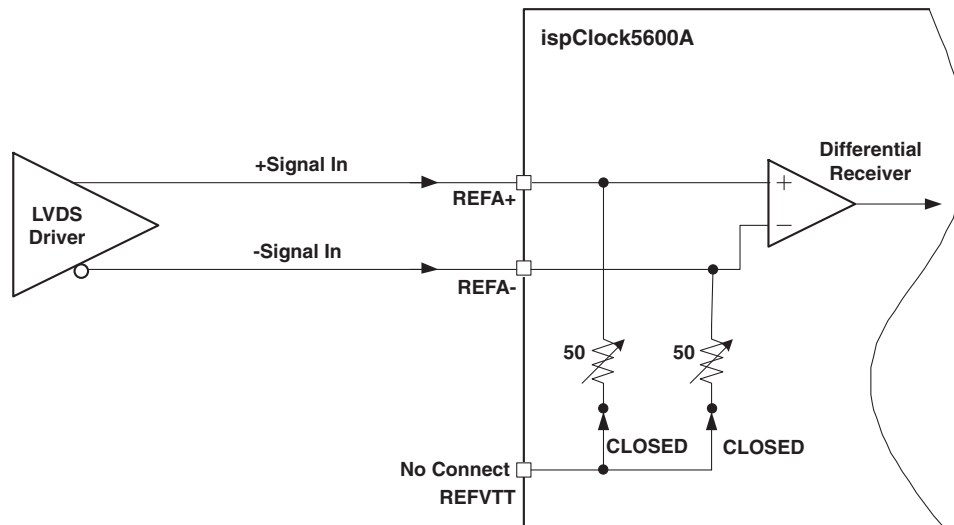 ispClock5600A
+Signal In
Differential
Receiver
REFA+
+
LVDS
Driver
-
-Signal In
REFA-
50
50
CLOSED
CLOSED
No Connect
REFVTT